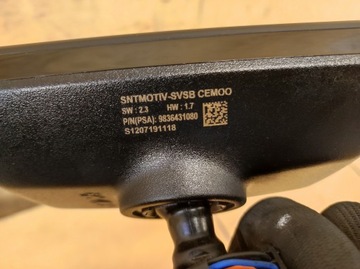 SNTMOTIV-SVSB CEMOO
SW : 2.3 HW : 1.7
P/N(PSA): 9836431080
S1207191118